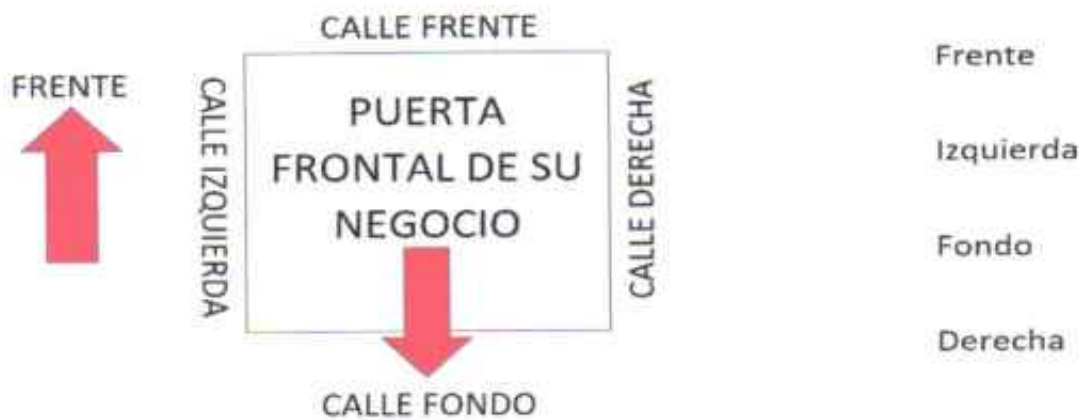 CALLE FRENTE
FRENTE
CALLE IZQUIERDA
PUERTA
FRONTAL DE SU
NEGOCIO
CALLE DERECHA
CALLE FONDO
Frente
Izquierda
Fondo
Derecha